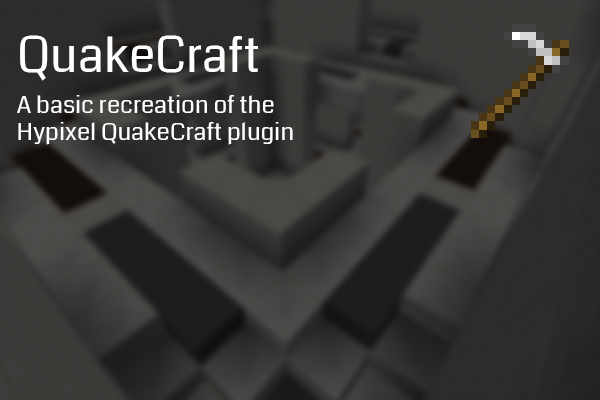 QuakeCraft
A basic recreation of the
Hypixel QuakeCraft plugin